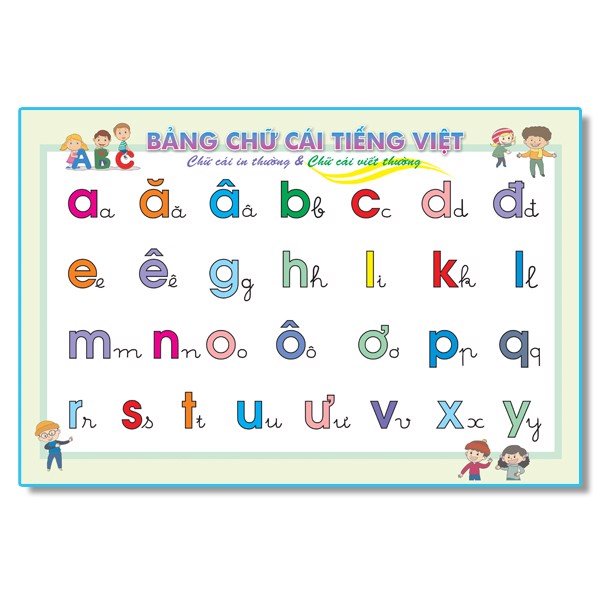 ABC
BẢNG CHỮ CÁI TIẾNG VIỆT
Chữ cái in thường & Chữ cái viết thường
a a ă ă â â b b c c d d đ đ
e e ê ê g g h h i i k k l l
m m n n o o ô ô ơ ơ p p q q
r r s s t t u u ư ư v v x x y y